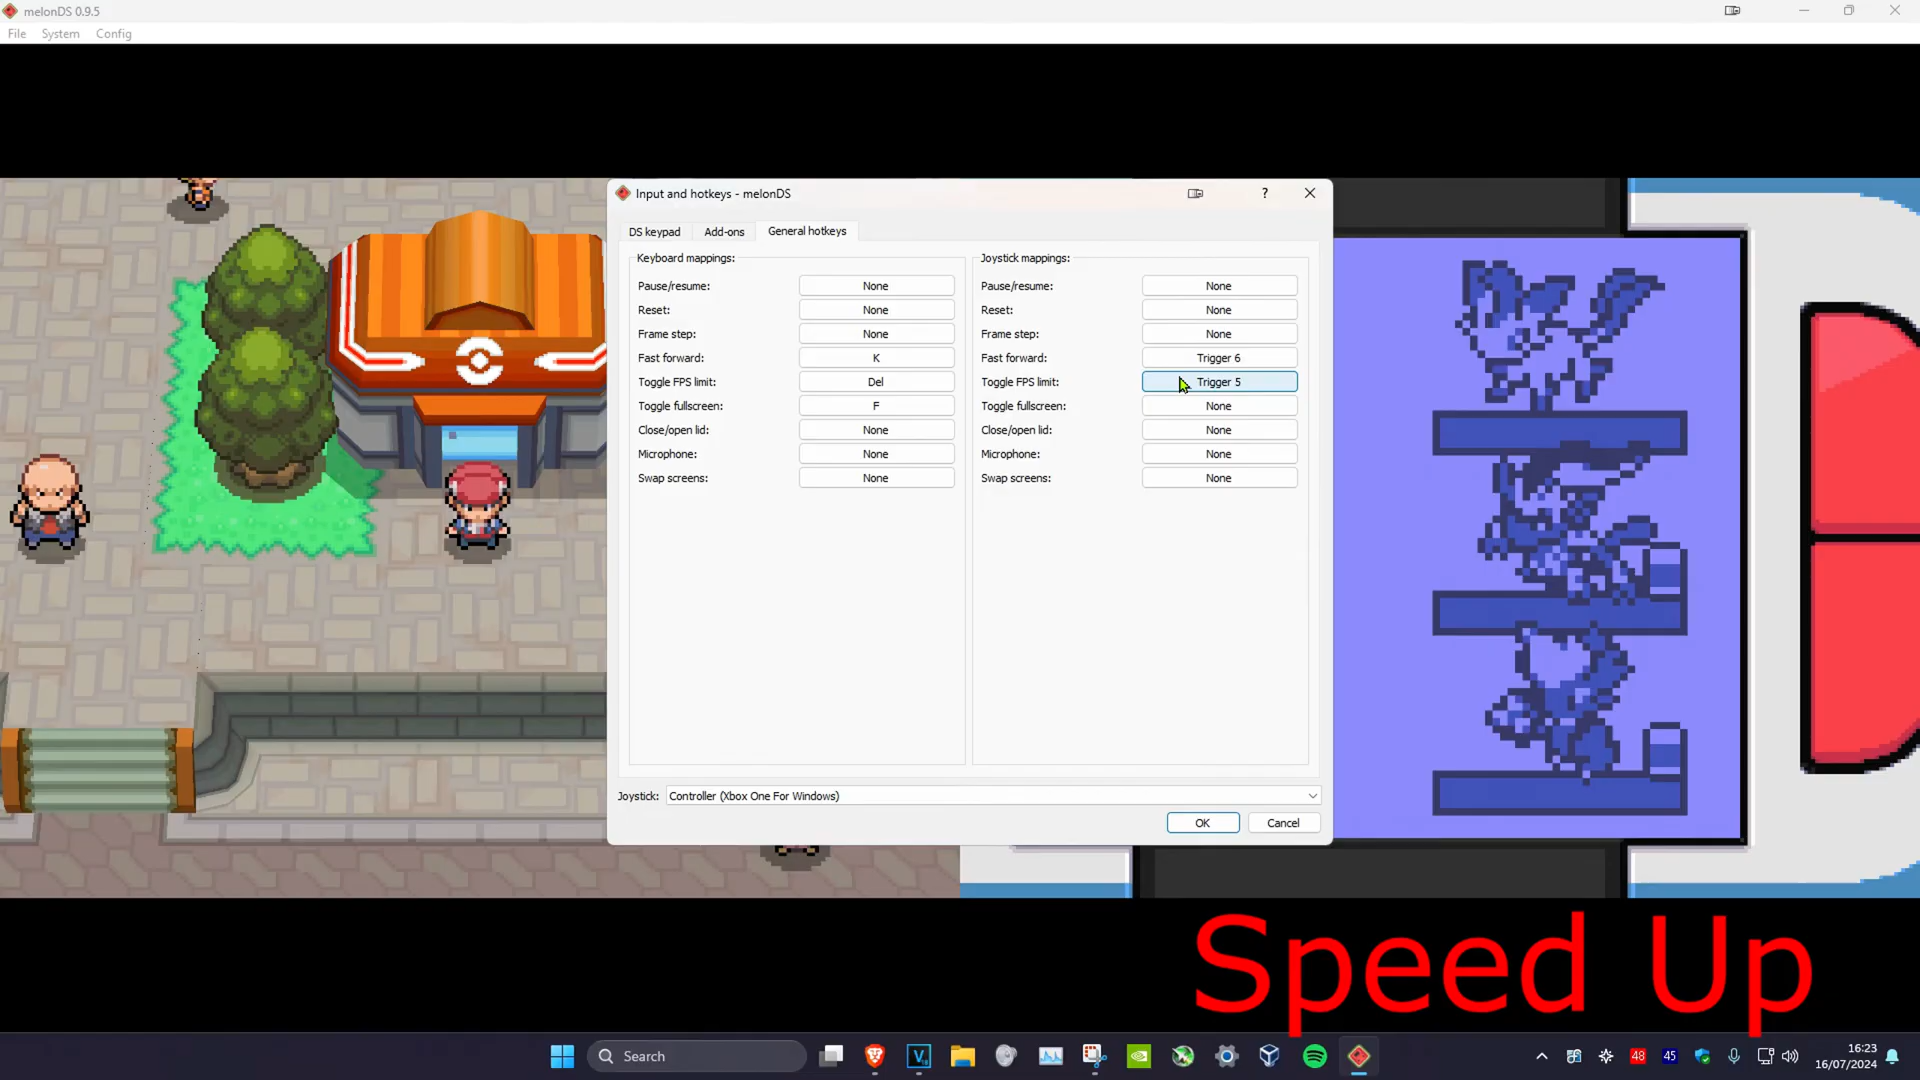 melonDS 0.9.5
File System Config
Input and hotkeys - melonDS
?
DS keypad Add-ons General hotkeys
Keyboard mappings:
Pause/resume: None
Reset: None
Frame step: None
Fast forward: K
Toggle FPS limit: Del
Toggle fullscreen: F
Close/open lid: None
Microphone: None
Swap screens: None
Joystick mappings:
Pause/resume: None
Reset: None
Frame step: None
Fast forward: Trigger 6
Toggle FPS limit: Trigger 5
Toggle fullscreen: None
Close/open lid: None
Microphone: None
Swap screens: None
Joystick: Controller (Xbox One For Windows)
OK Cancel
Speed Up
Search
48 45
16:23
16/07/2024